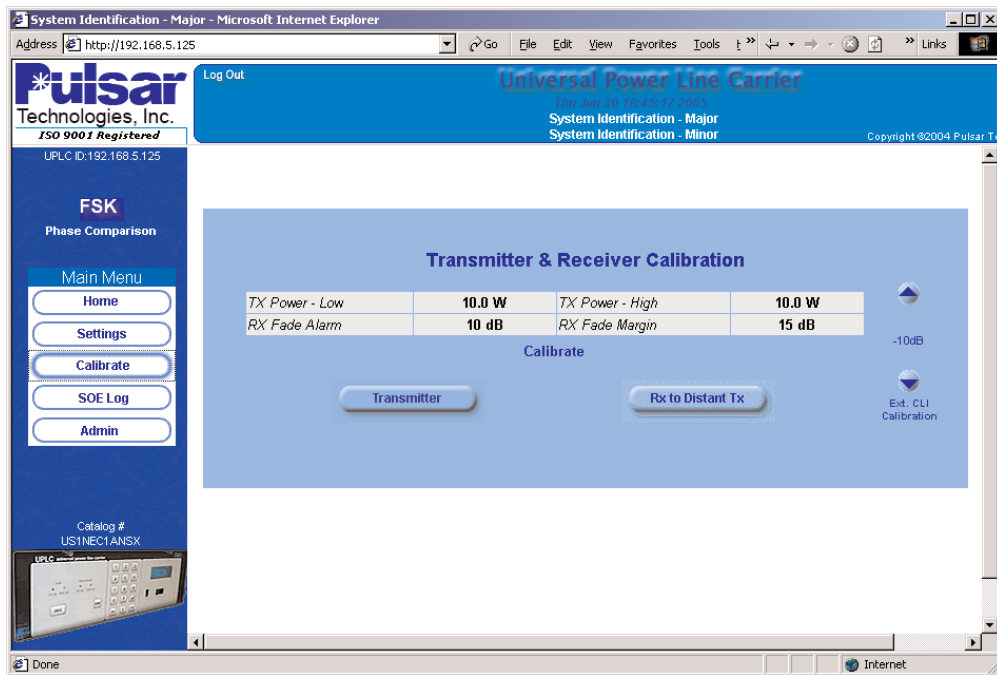 System Identification - Major - Microsoft Internet Explorer
Address http://192.168.5.125 Go File Edit View Favorites Tools Links
Pulsar
Technologies, Inc.
ISO 9001 Registered
Log Out
Universal Power Line Carrier
Thu Jun 30 16:45:12 2005
System Identification - Major
System Identification - Minor
Copyright ©2004 Pulsar
UPLC ID:192.168.5.125
FSK
Phase Comparison
Main Menu
Home
Settings
Calibrate
SOE Log
Admin
Catalog #
US1NEC1ANSX
UPLC
Transmitter & Receiver Calibration
TX Power - Low 10.0 W TX Power - High 10.0 W
RX Fade Alarm 10 dB RX Fade Margin 15 dB
Calibrate
Transmitter Rx to Distant Tx
-10dB
Ext. CLI
Calibration
Done Internet